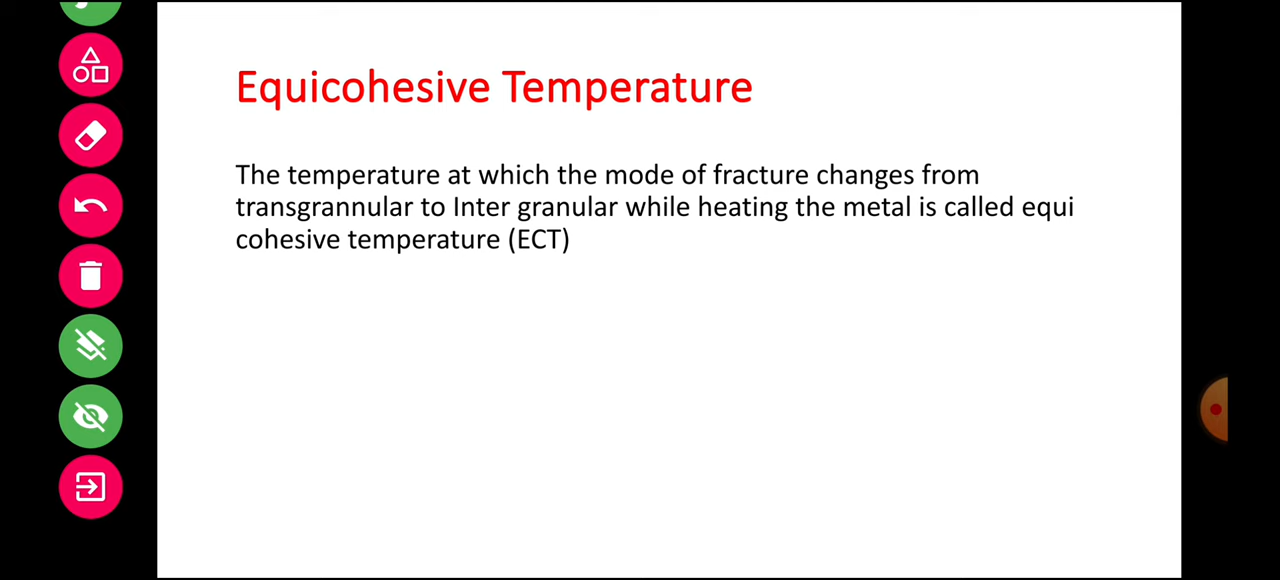 Equicohesive Temperature
The temperature at which the mode of fracture changes from
transgrannular to Inter granular while heating the metal is called equi
cohesive temperature (ECT)